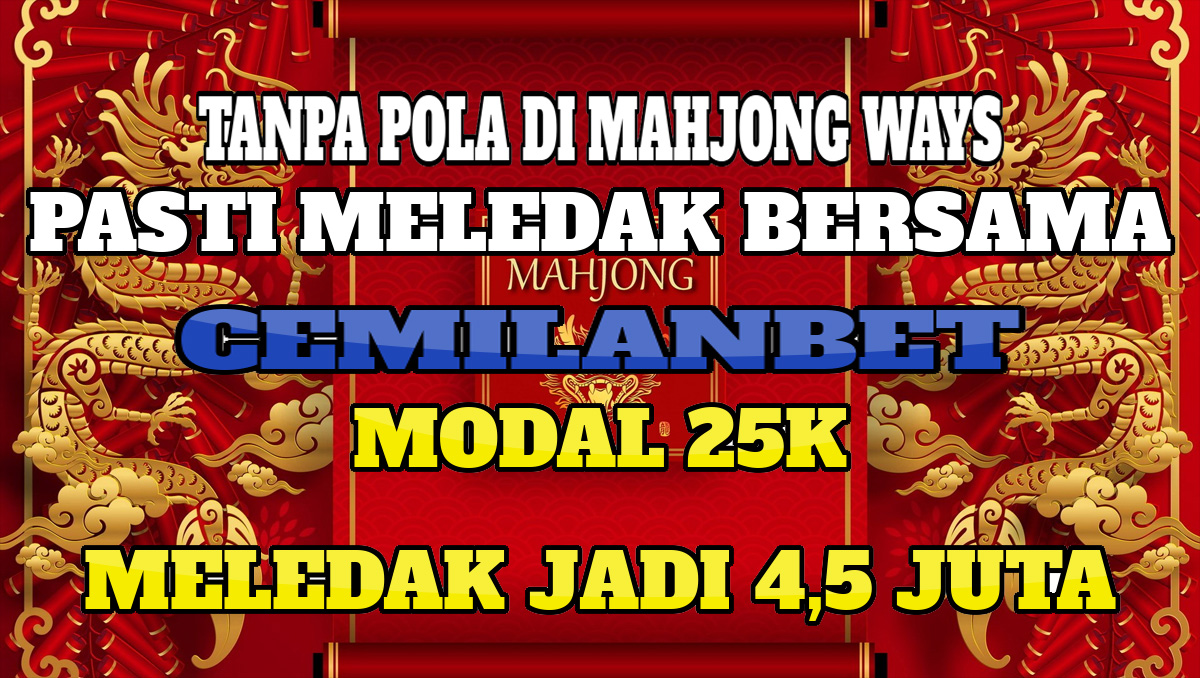 TANPA POLA DI MAHJONG WAYS
PASTI MELEDAK BERSAMA
MAHJONG
CEMILANBET
MODAL 25K
MELEDAK JADI 4,5 JUTA